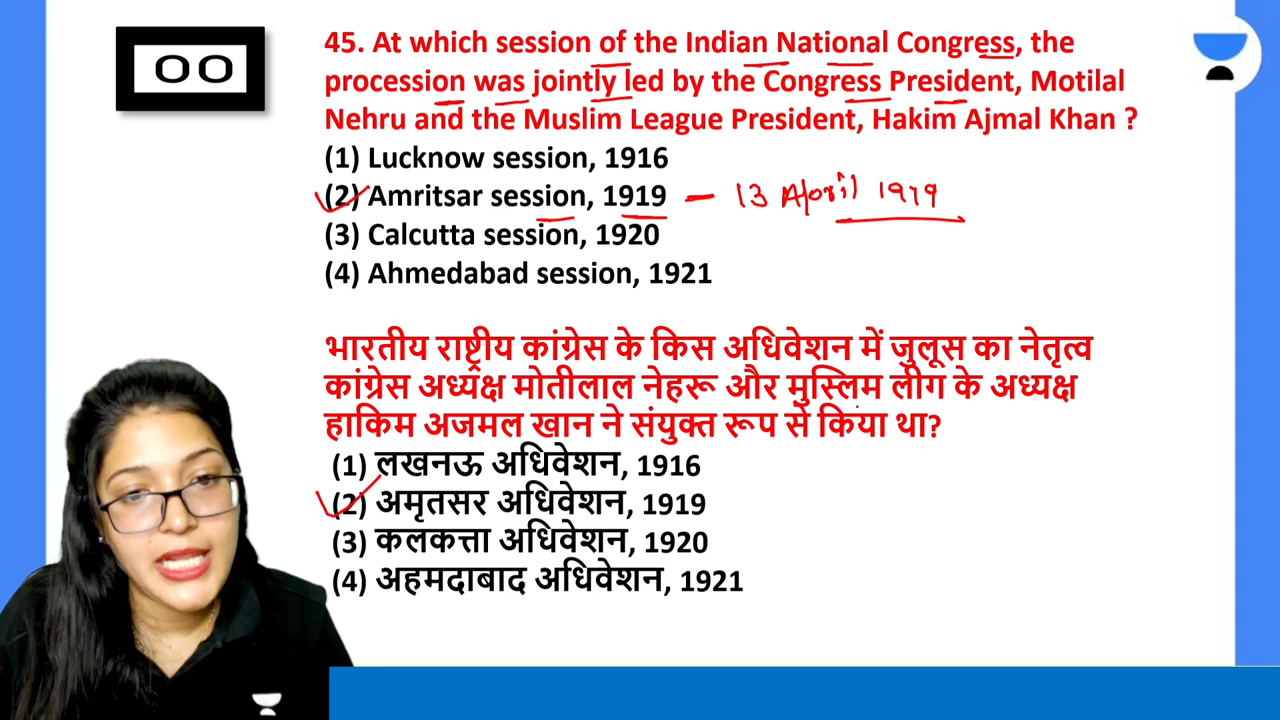 00
45. At which session of the Indian National Congress, the
procession was jointly led by the Congress President, Motilal
Nehru and the Muslim League President, Hakim Ajmal Khan ?
(1) Lucknow session, 1916
(2) Amritsar session, 1919 – 13 April 1919
(3) Calcutta session, 1920
(4) Ahmedabad session, 1921
भारतीय राष्ट्रीय कांग्रेस के किस अधिवेशन में जुलूस का नेतृत्व
कांग्रेस अध्यक्ष मोतीलाल नेहरू और मुस्लिम लीग के अध्यक्ष
हाकिम अजमल खान ने संयुक्त रूप से किया था?
(1) लखनऊ अधिवेशन, 1916
(2) अमृतसर अधिवेशन, 1919
(3) कलकत्ता अधिवेशन, 1920
(4) अहमदाबाद अधिवेशन, 1921